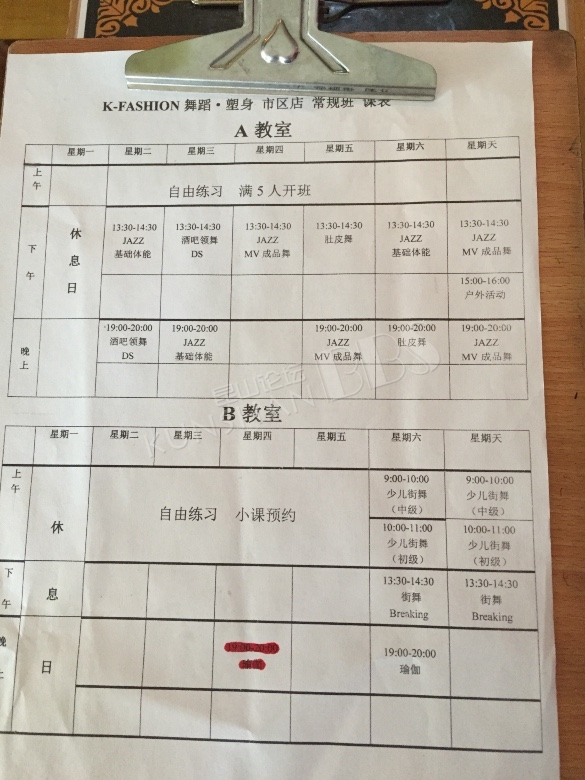 K-FASHION 舞蹈·塑身 市区店 常规班 课表
A 教室
星期一 星期二 星期三 星期四 星期五 星期六 星期天
上午
自由练习 满5人开班
下午
休息日
13:30-14:30 13:30-14:30 13:30-14:30 13:30-14:30 13:30-14:30 13:30-14:30
JAZZ 酒吧领舞 JAZZ 肚皮舞 JAZZ JAZZ
基础体能 DS MV 成品舞 基础体能 MV 成品舞
15:00-16:00
户外活动
晚上
19:00-20:00 19:00-20:00 19:00-20:00 19:00-20:00 19:00-20:00
酒吧领舞 JAZZ JAZZ 肚皮舞 JAZZ
DS 基础体能 MV 成品舞 MV 成品舞
昆山论坛
KUNSHAN BBS
B 教室
星期一 星期二 星期三 星期四 星期五 星期六 星期天
上午
休息日
自由练习 小课预约
9:00-10:00 9:00-10:00
少儿街舞 少儿街舞
（中级） （中级）
10:00-11:00 10:00-11:00
少儿街舞 少儿街舞
（初级） （初级）
下午
13:30-14:30 13:30-14:30
街舞 街舞
Breaking Breaking
晚上
19:00-20:00 19:00-20:00
瑜伽 瑜伽